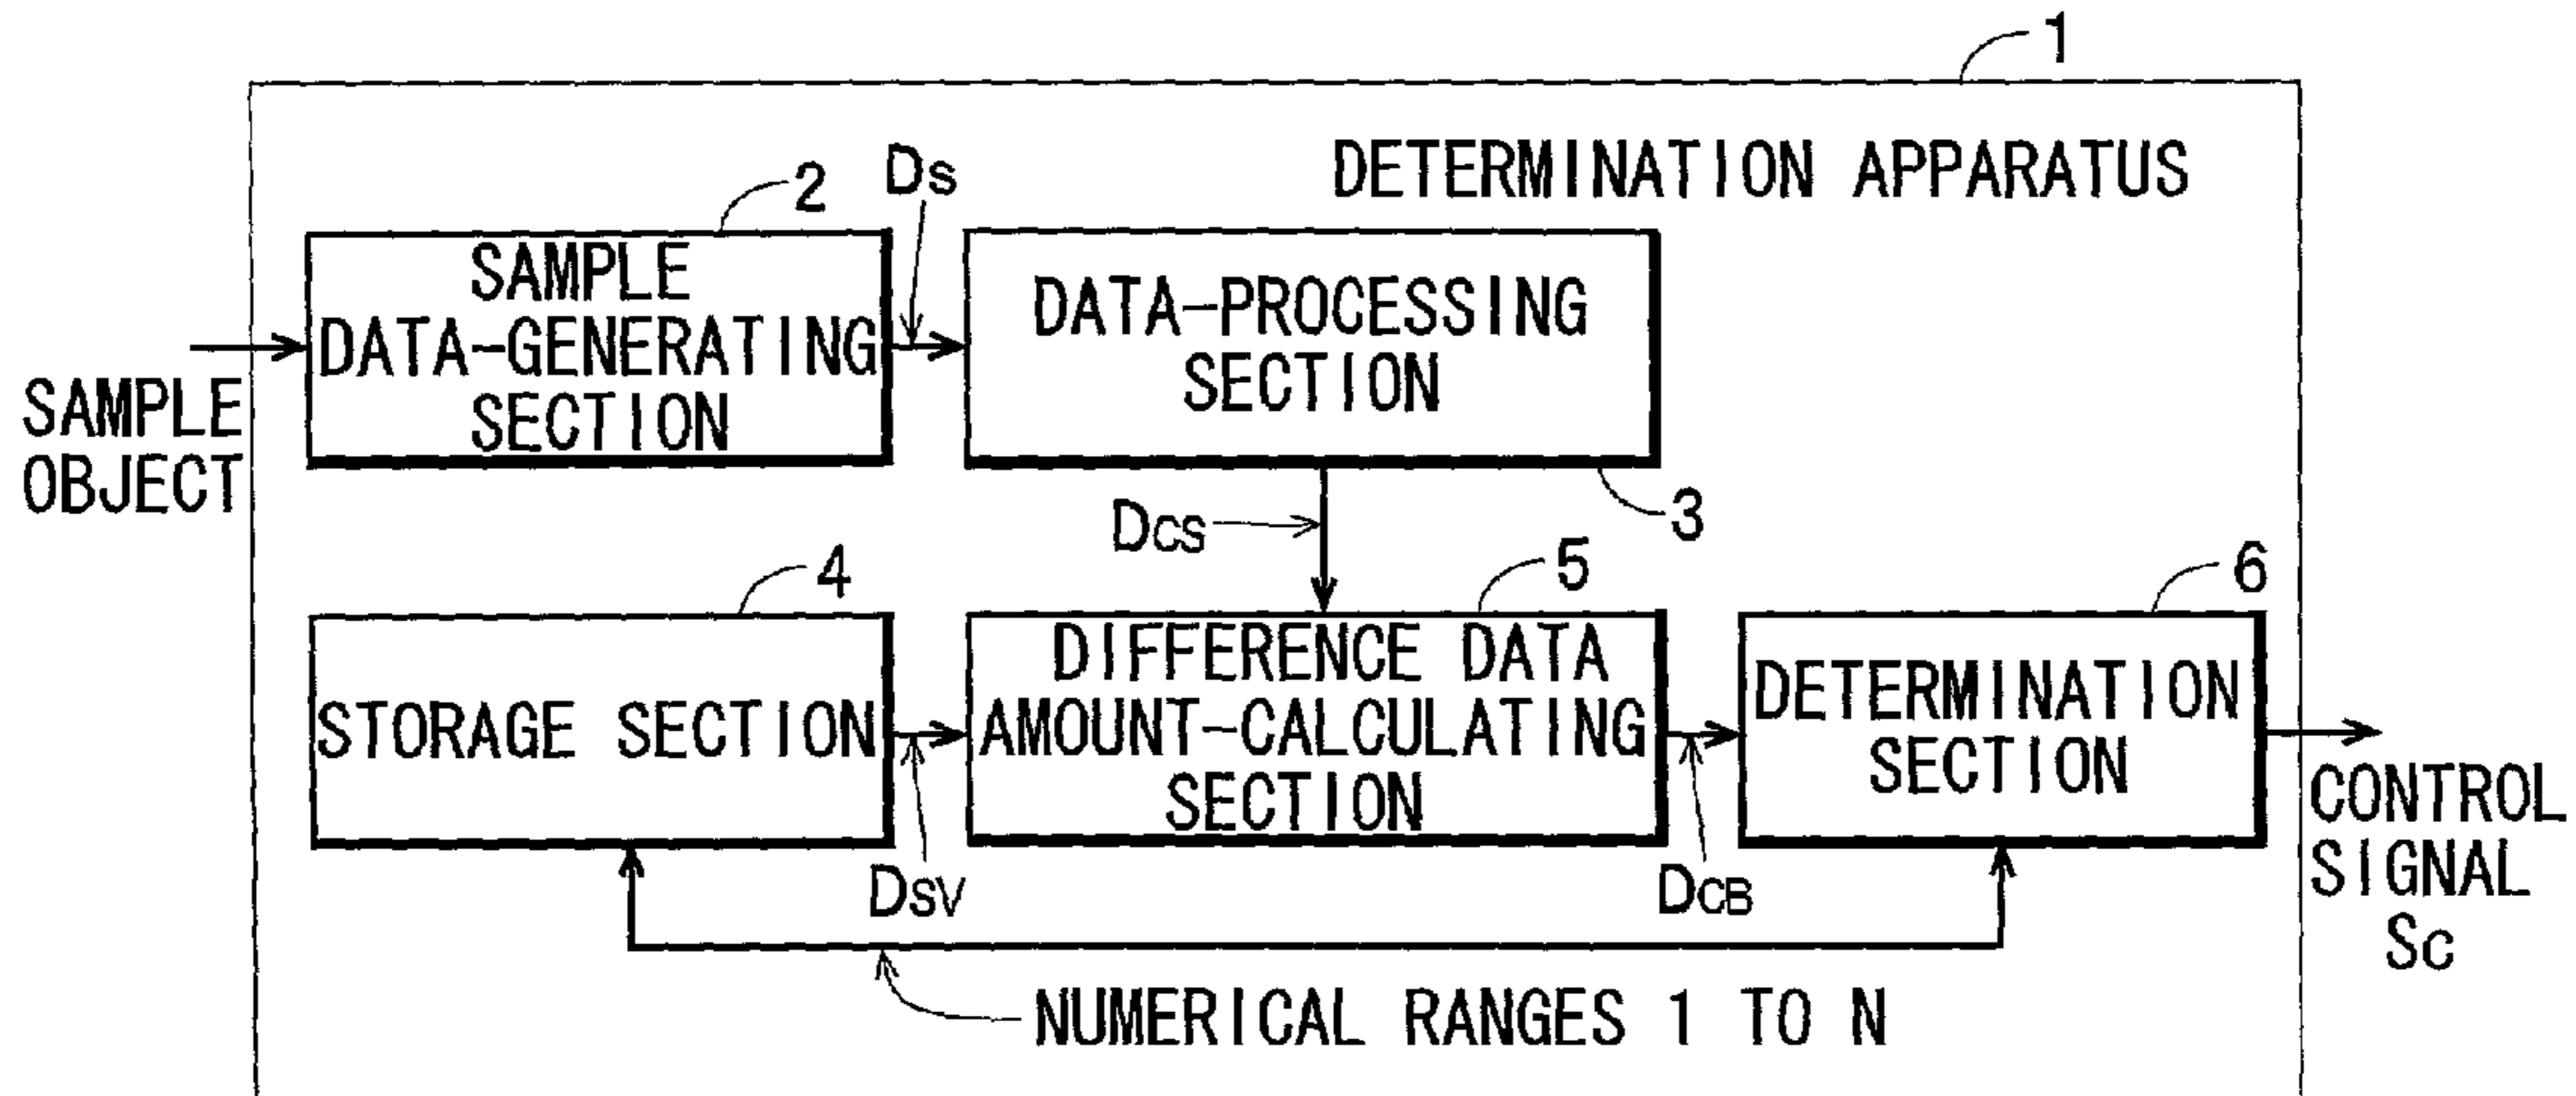 1
DETERMINATION APPARATUS
2
Ds
SAMPLE
DATA-GENERATING
SECTION
DATA-PROCESSING
SECTION
SAMPLE
OBJECT
3
Dcs
4
5
6
STORAGE SECTION
DIFFERENCE DATA
AMOUNT-CALCULATING
SECTION
DETERMINATION
SECTION
DSV
DCB
CONTROL
SIGNAL
Sc
NUMERICAL RANGES 1 TO N